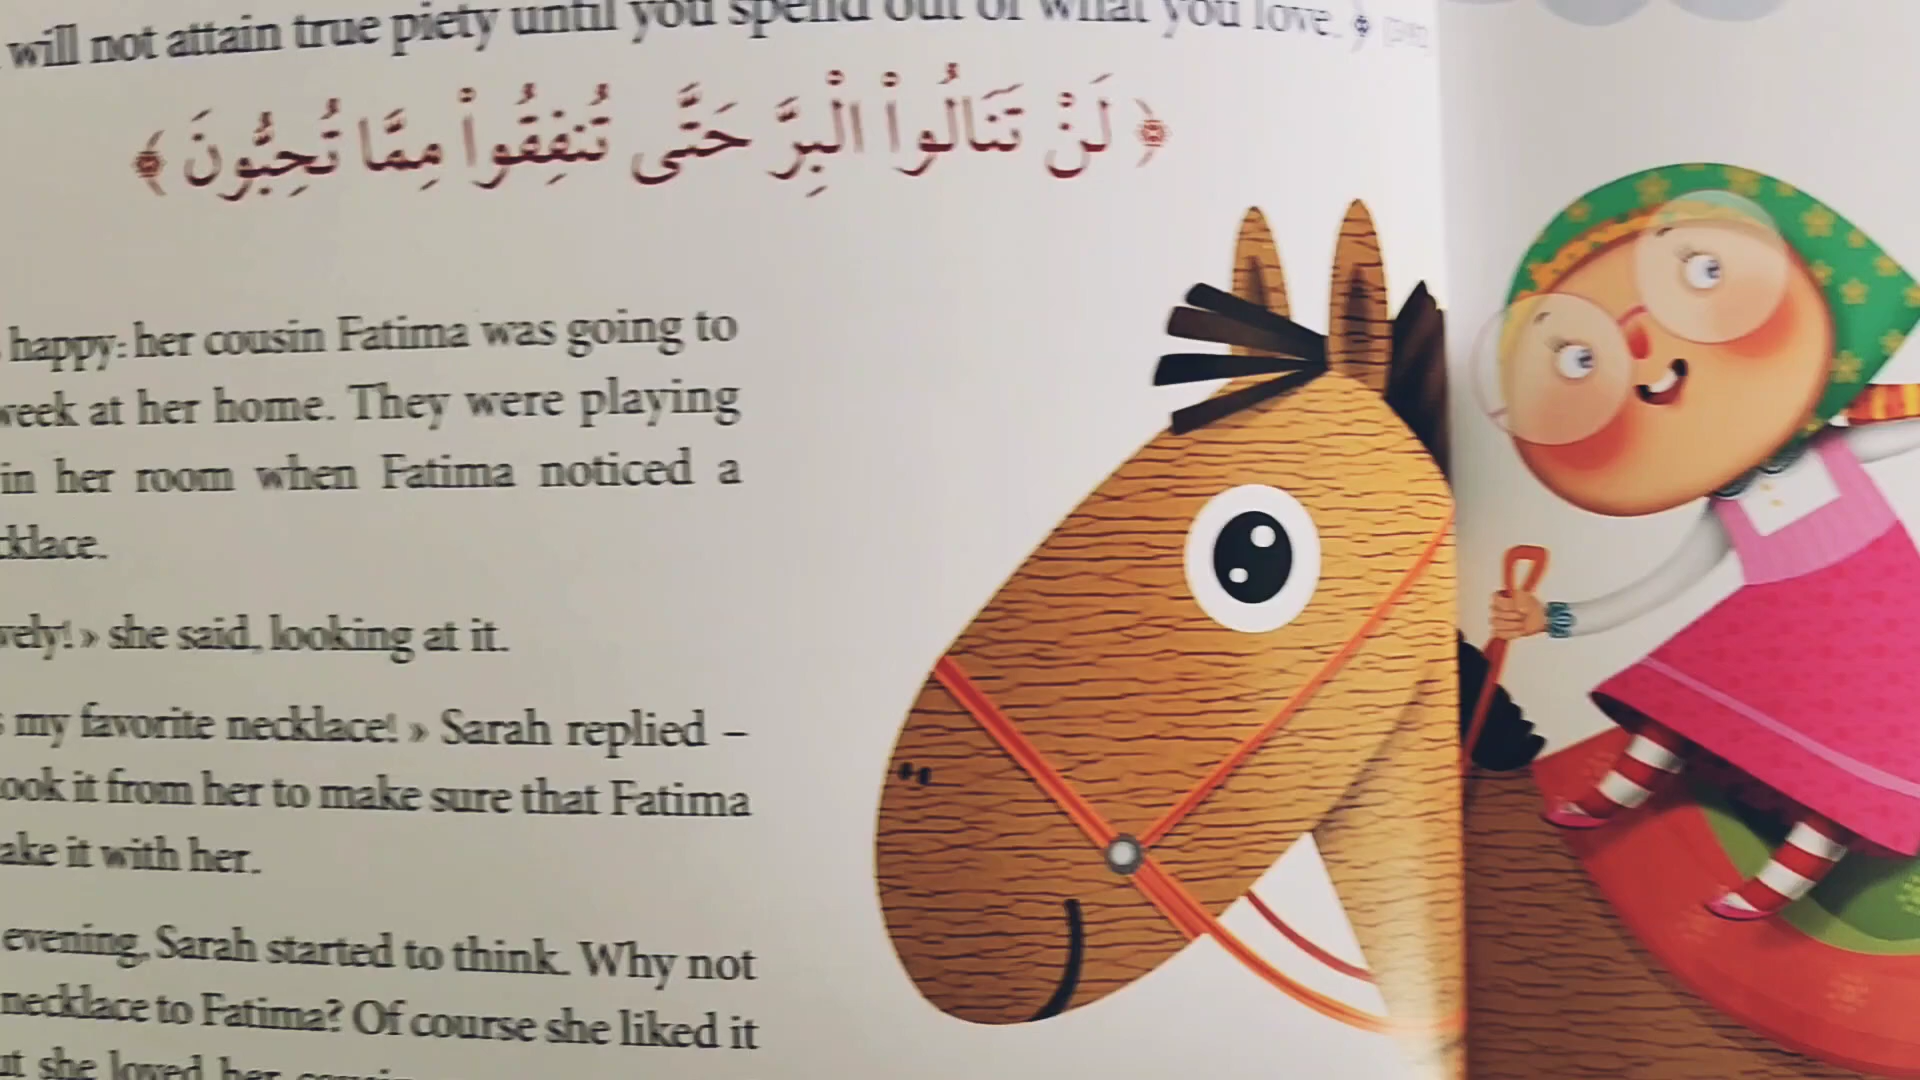 will not attain true piety until you spend out of what you love. ﴾
﴿ لَنْ تَنَالُواْ الْبِرَّ حَتَّى تُنفِقُواْ مِمَّا تُحِبُّونَ ﴾
happy: her cousin Fatima was going to
week at her home. They were playing
in her room when Fatima noticed a
cklace.
vely! » she said, looking at it.
my favorite necklace! » Sarah replied –
ook it from her to make sure that Fatima
ake it with her.
evening, Sarah started to think. Why not
necklace to Fatima? Of course she liked it
ut she loved her